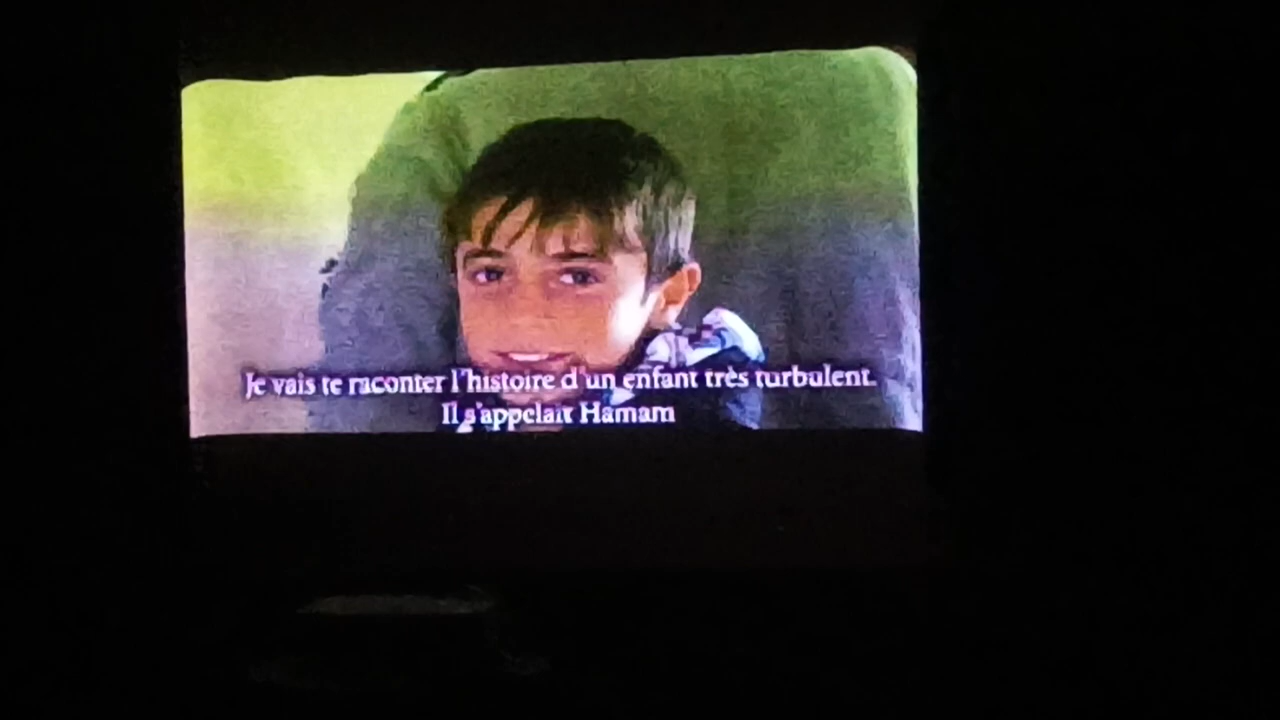 Je vais te raconter l'histoire d'un enfant très turbulent.
Il s'appelait Hamam